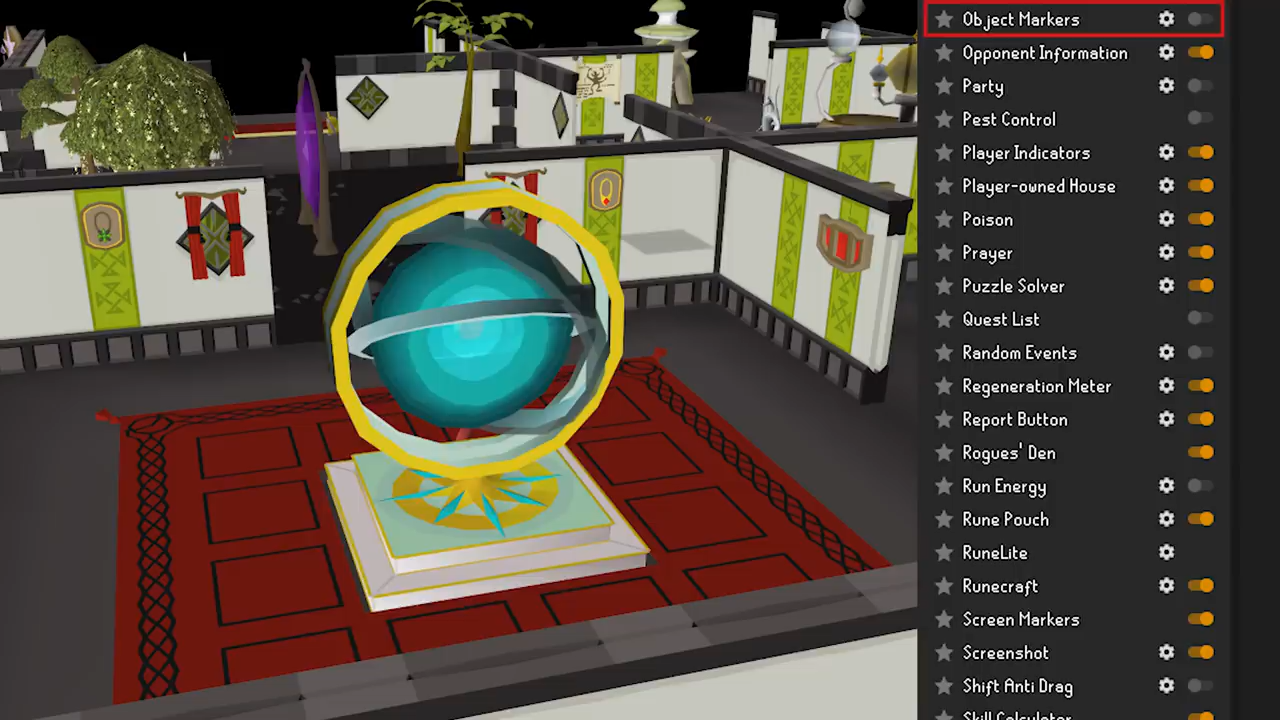 Object Markers
Opponent Information
Party
Pest Control
Player Indicators
Player-owned House
Poison
Prayer
Puzzle Solver
Quest List
Random Events
Regeneration Meter
Report Button
Rogues' Den
Run Energy
Rune Pouch
RuneLite
Runecraft
Screen Markers
Screenshot
Shift Anti Drag
Skill Calculator